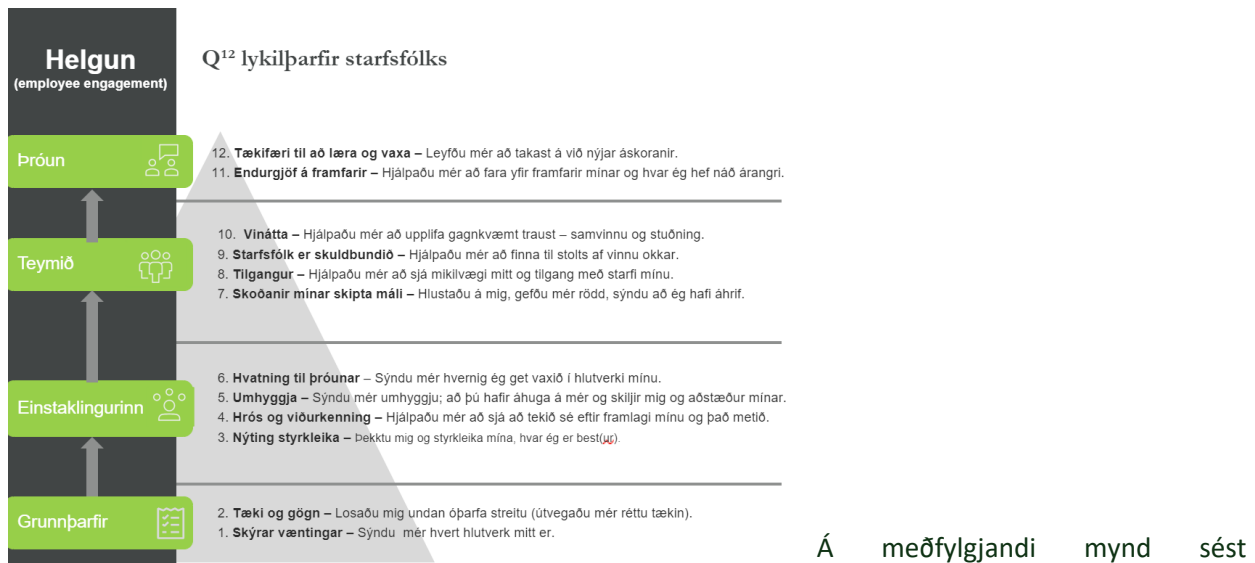 Helgun
(employee engagement)
Q¹² lykilþarfir starfsfólks
Þróun
12. Tækifæri til að læra og vaxa – Leyfðu mér að takast á við nýjar áskoranir.
11. Endurgjöf á framfarir – Hjálpaðu mér að fara yfir framfarir mínar og hvar ég hef náð árangri.
Teymið
10. Vinátta – Hjálpaðu mér að upplifa gagnkvæmt traust – samvinnu og stuðning.
9. Starfsfólk er skuldbundið – Hjálpaðu mér að finna til stolts af vinnu okkar.
8. Tilgangur – Hjálpaðu mér að sjá mikilvægi mitt og tilgang með starfi mínu.
7. Skoðanir mínar skipta máli – Hlustaðu á mig, gefðu mér rödd, sýndu að ég hafi áhrif.
Einstaklingurinn
6. Hvatning til þróunar – Sýndu mér hvernig ég get vaxið í hlutverki mínu.
5. Umhyggja – Sýndu mér umhyggju; að þú hafir áhuga á mér og skiljir mig og aðstæður mínar.
4. Hrós og viðurkenning – Hjálpaðu mér að sjá að tekið sé eftir framlagi mínu og það metið.
3. Nýting styrkleika – Þekktu mig og styrkleika mína, hvar ég er best(ur).
Grunnþarfir
2. Tæki og gögn – Losaðu mig undan óþarfa streitu (útvegaðu mér réttu tækin).
1. Skýrar væntingar – Sýndu mér hvert hlutverk mitt er.
Á meðfylgjandi mynd sést